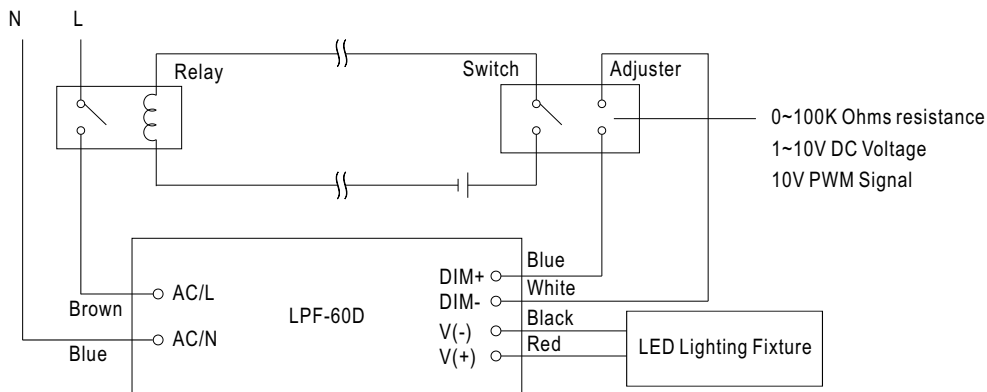 N
L
Relay
Switch
Adjuster
0~100K Ohms resistance
1~10V DC Voltage
10V PWM Signal
Brown
AC/L
Blue
AC/N
LPF-60D
DIM+
Blue
DIM-
White
V(-)
Black
V(+)
Red
LED Lighting Fixture